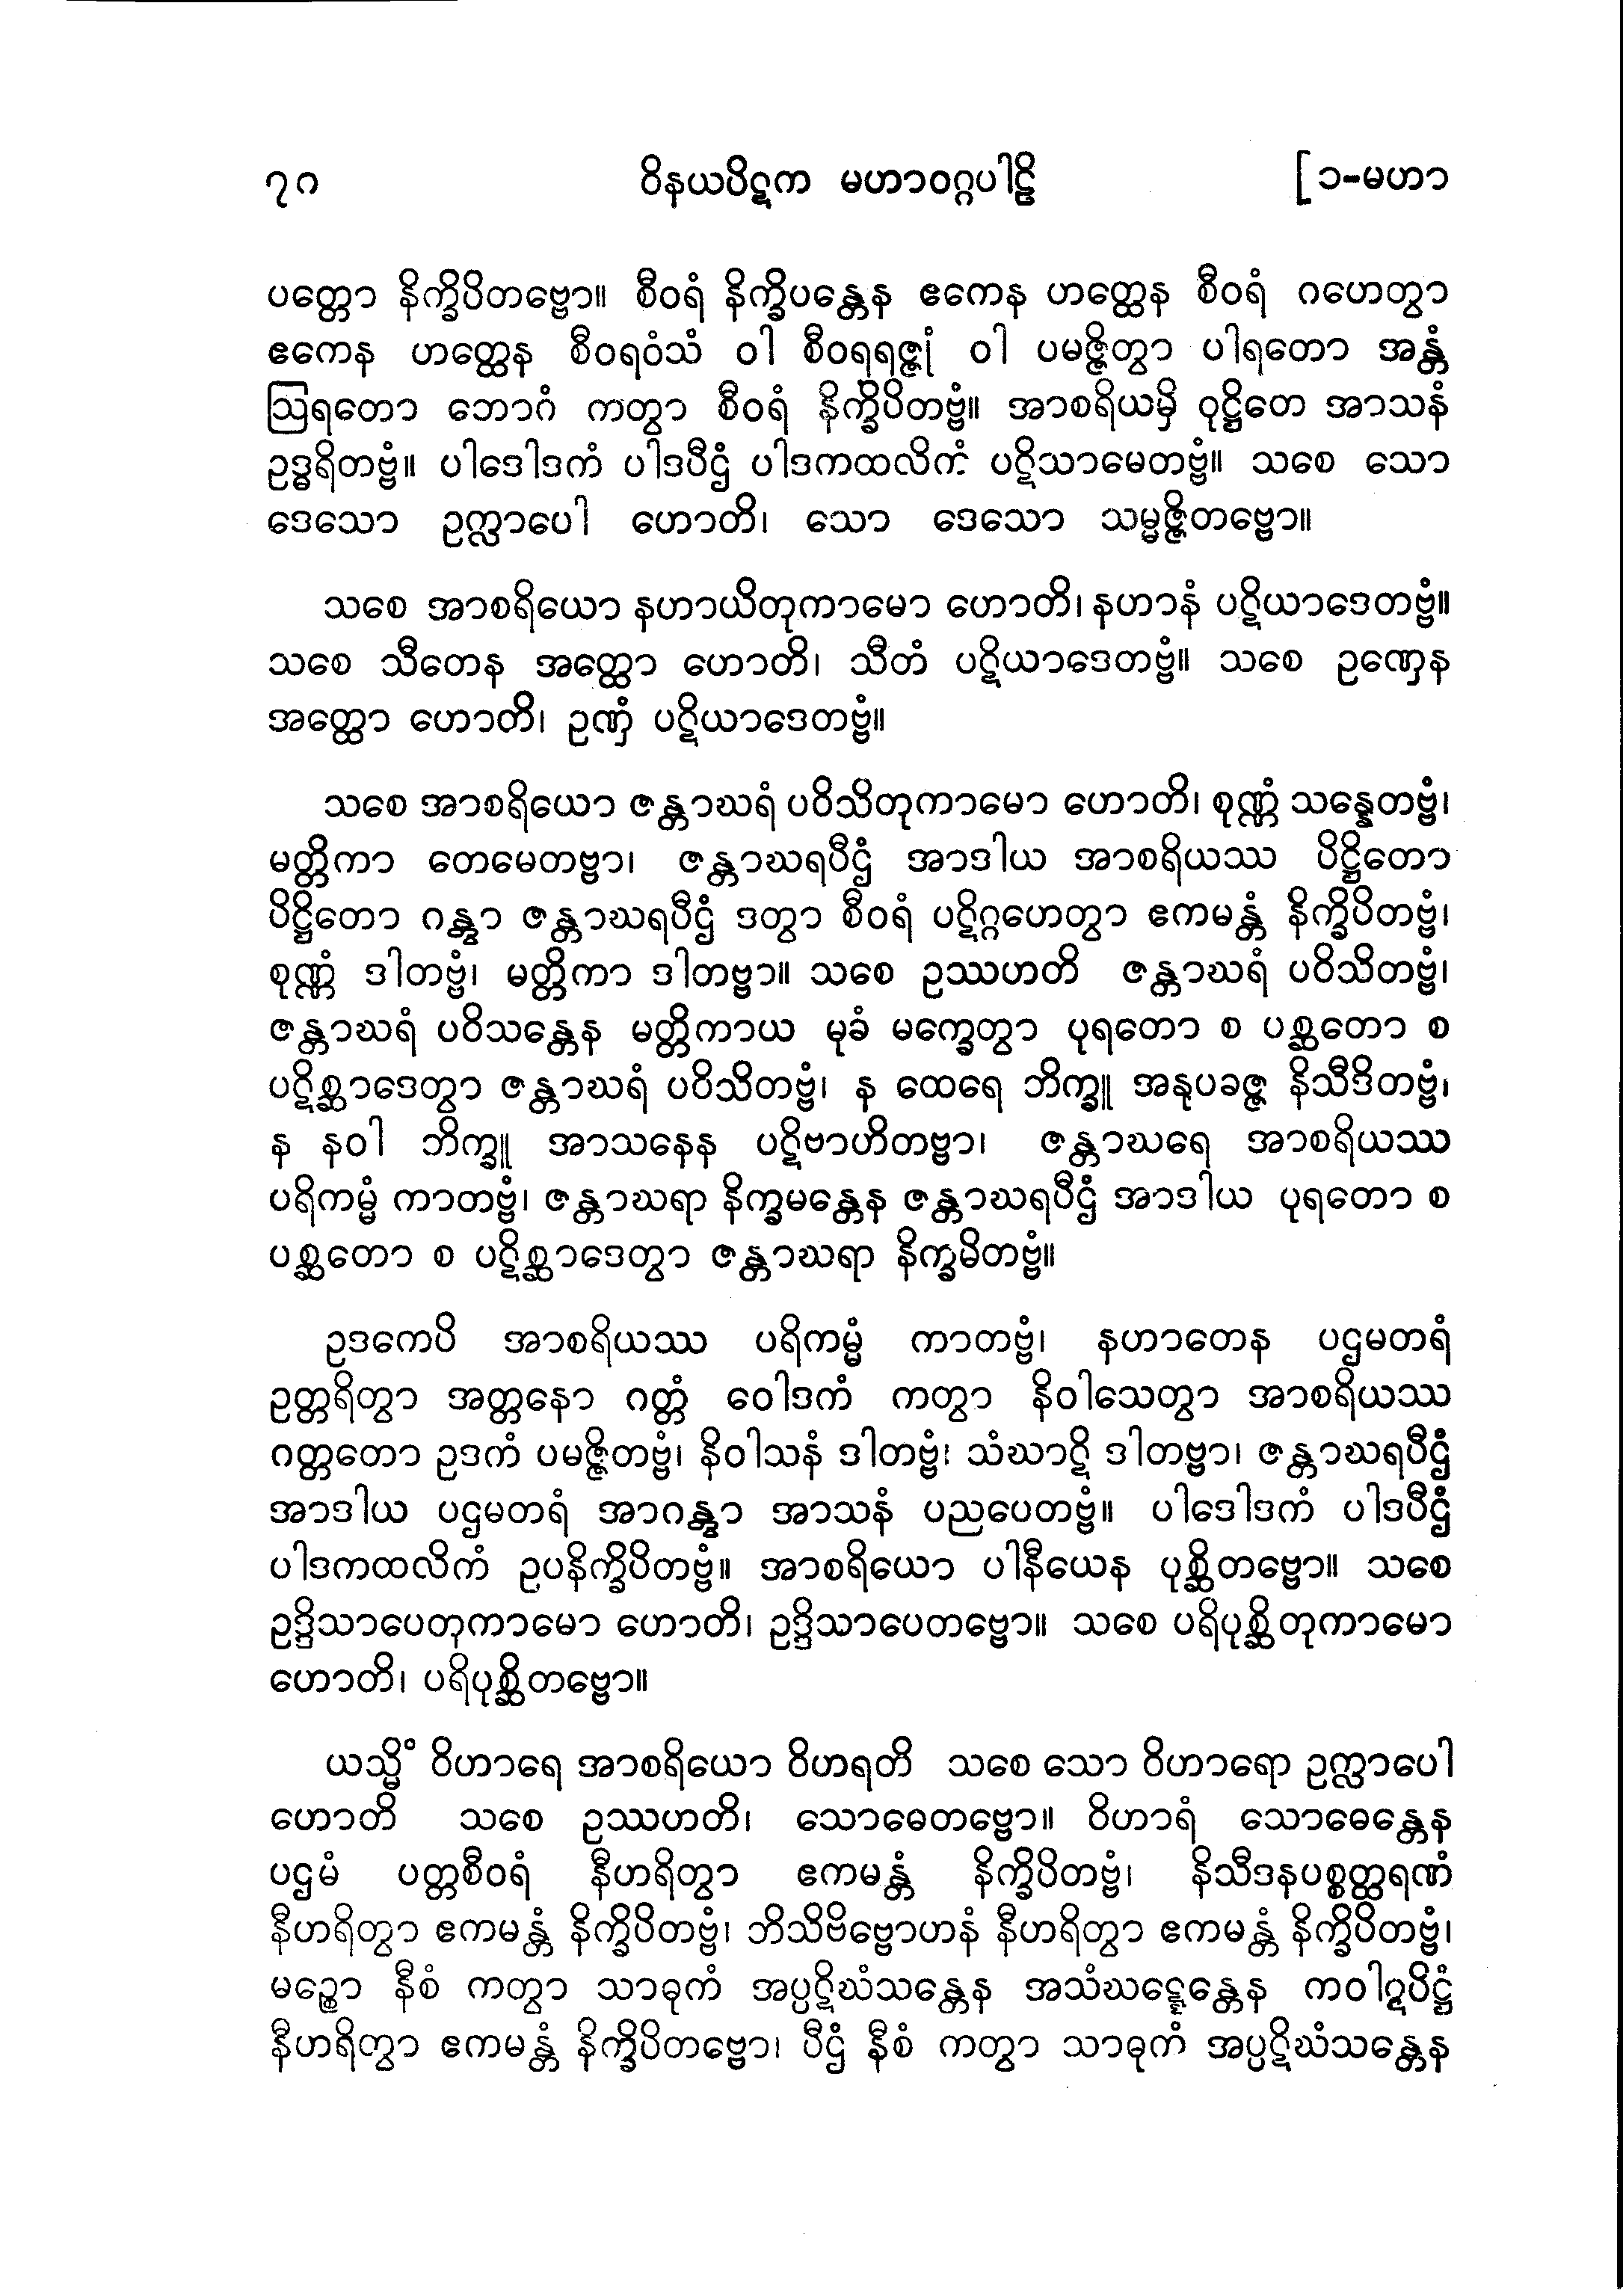 ၇ဂ ဝိနယပိဋက မဟာဝဂ္ဂပါဠိ [၁-မဟာ
ပတ္တော နိက္ခိပိတဗ္ဗော။ စီဝရံ နိက္ခိပန္တေန ဧကေန ဟတ္ထေန စီဝရံ ဂဟေတွာ
ဧကေန ဟတ္ထေန စီဝရဝံသံ ဝါ စီဝရရဇ္ဇုံ ဝါ ပမဇ္ဇိတွာ ပါရတော အန္တံ
ဩရတော ဘောဂံ ကတွာ စီဝရံ နိက္ခိပိတဗ္ဗံ။ အာစရိယမှိ ဝုဋ္ဌိတေ အာသနံ
ဥဒ္ဓရိတဗ္ဗံ။ ပါဒေါဒကံ ပါဒပီဌံ ပါဒကထလိကံ ပဋိသာမေတဗ္ဗံ။ သစေ သော
ဒေသော ဥက္လာပေါ ဟောတိ၊ သော ဒေသော သမ္မဇ္ဇိတဗ္ဗော။
သစေ အာစရိယော နဟာယိတုကာမော ဟောတိ၊ နဟာနံ ပဋိယာဒေတဗ္ဗံ။
သစေ သီတေန အတ္ထော ဟောတိ၊ သီတံ ပဋိယာဒေတဗ္ဗံ။ သစေ ဥဏှေန
အတ္ထော ဟောတိ၊ ဥဏှံ ပဋိယာဒေတဗ္ဗံ။
သစေ အာစရိယော ဇန္တာဃရံ ပဝိသိတုကာမော ဟောတိ၊ စုဏ္ဏံ သန္နေတဗ္ဗံ၊
မတ္တိကာ တေမေတဗ္ဗာ၊ ဇန္တာဃရပီဌံ အာဒါယ အာစရိယဿ ပိဋ္ဌိတော
ပိဋ္ဌိတော ဂန္တွာ ဇန္တာဃရပီဌံ ဒတွာ စီဝရံ ပဋိဂ္ဂဟေတွာ ဧကမန္တံ နိက္ခိပိတဗ္ဗံ၊
စုဏ္ဏံ ဒါတဗ္ဗံ၊ မတ္တိကာ ဒါတဗ္ဗာ။ သစေ ဥဿဟတိ ဇန္တာဃရံ ပဝိသိတဗ္ဗံ၊
ဇန္တာဃရံ ပဝိသန္တေန မတ္တိကာယ မုခံ မက္ခေတွာ ပုရတော စ ပစ္ဆတော စ
ပဋိစ္ဆာဒေတွာ ဇန္တာဃရံ ပဝိသိတဗ္ဗံ၊ န ထေရေ ဘိက္ခူ အနုပခဇ္ဇ နိသီဒိတဗ္ဗံ၊
န နဝါ ဘိက္ခူ အာသနေန ပဋိဗာဟိတဗ္ဗာ၊ ဇန္တာဃရေ အာစရိယဿ
ပရိကမ္မံ ကာတဗ္ဗံ၊ ဇန္တာဃရာ နိက္ခမန္တေန ဇန္တာဃရပီဌံ အာဒါယ ပုရတော စ
ပစ္ဆတော စ ပဋိစ္ဆာဒေတွာ ဇန္တာဃရာ နိက္ခမိတဗ္ဗံ။
ဥဒကေပိ အာစရိယဿ ပရိကမ္မံ ကာတဗ္ဗံ၊ နဟာတေန ပဌမတရံ
ဥတ္တရိတွာ အတ္တနော ဂတ္တံ ဝေါဒကံ ကတွာ နိဝါသေတွာ အာစရိယဿ
ဂတ္တတော ဥဒကံ ပမဇ္ဇိတဗ္ဗံ၊ နိဝါသနံ ဒါတဗ္ဗံ၊ သံဃာဋိ ဒါတဗ္ဗာ၊ ဇန္တာဃရပီဌံ
အာဒါယ ပဌမတရံ အာဂန္တွာ အာသနံ ပညပေတဗ္ဗံ။ ပါဒေါဒကံ ပါဒပီဌံ
ပါဒကထလိကံ ဥပနိက္ခိပိတဗ္ဗံ။ အာစရိယော ပါနီယေန ပုစ္ဆိတဗ္ဗော။ သစေ
ဥဒ္ဒိသာပေတုကာမော ဟောတိ၊ ဥဒ္ဒိသာပေတဗ္ဗော။ သစေ ပရိပုစ္ဆိတုကာမော
ဟောတိ၊ ပရိပုစ္ဆိတဗ္ဗော။
ယသ္မိံ ဝိဟာရေ အာစရိယော ဝိဟရတိ သစေ သော ဝိဟာရော ဥက္လာပေါ
ဟောတိ သစေ ဥဿဟတိ၊ သောဓေတဗ္ဗော။ ဝိဟာရံ သောဓေန္တေန
ပဌမံ ပတ္တစီဝရံ နီဟရိတွာ ဧကမန္တံ နိက္ခိပိတဗ္ဗံ၊ နိသီဒနပစ္စတ္ထရဏံ
နီဟရိတွာ ဧကမန္တံ နိက္ခိပိတဗ္ဗံ၊ ဘိသိဗိဗ္ဗောဟနံ နီဟရိတွာ ဧကမန္တံ နိက္ခိပိတဗ္ဗံ၊
မဉ္စော နီစံ ကတွာ သာဓုကံ အပ္ပဋိဃံသန္တေန အသံဃဋ္ဋေန္တေန ကဝါဋပိဋ္ဌံ
နီဟရိတွာ ဧကမန္တံ နိက္ခိပိတဗ္ဗော၊ ပီဌံ နီစံ ကတွာ သာဓုကံ အပ္ပဋိဃံသန္တေန